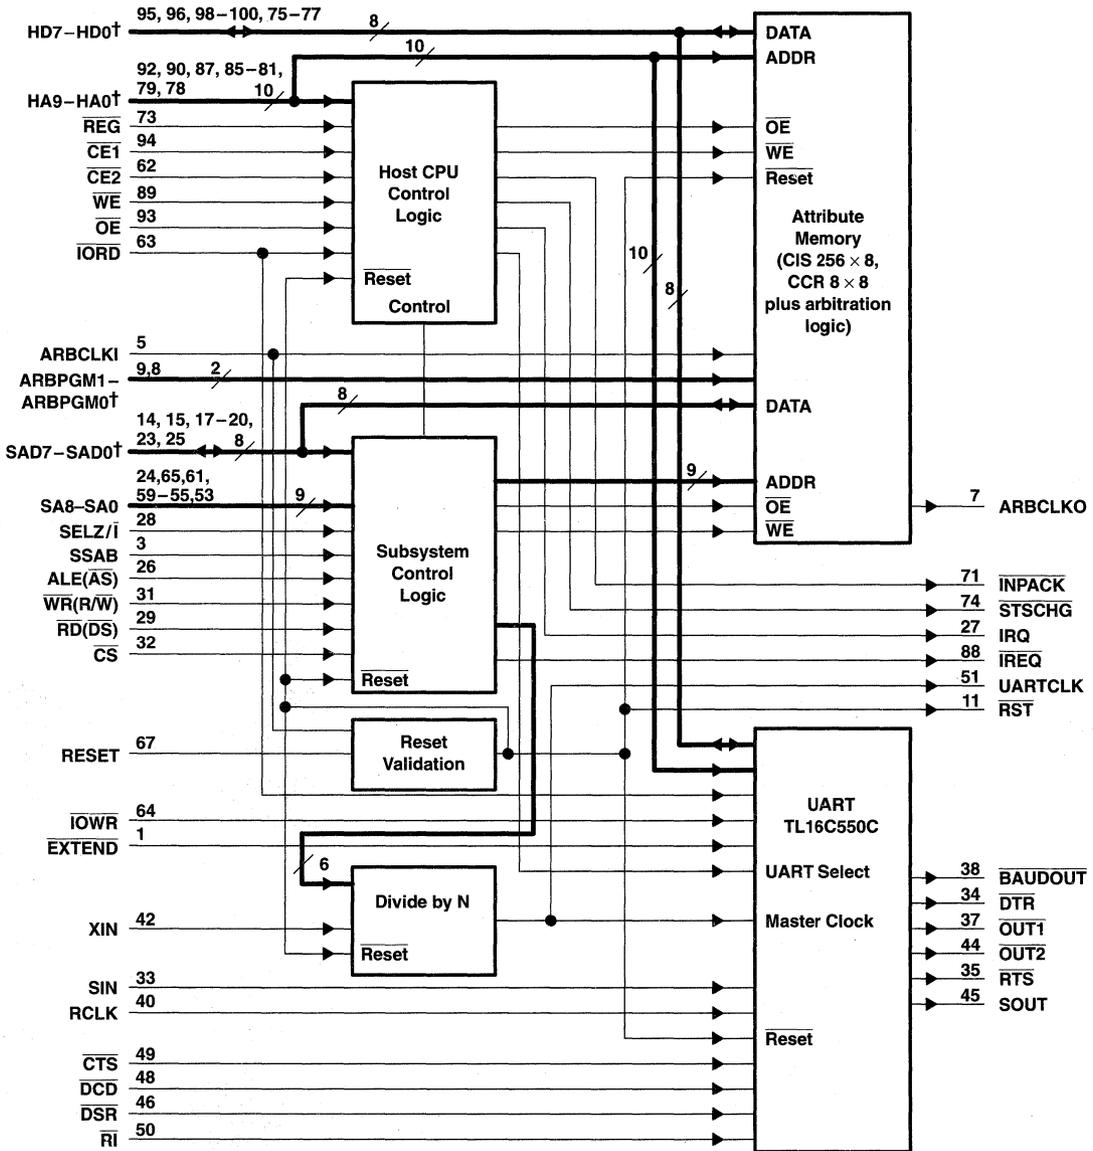 95, 96, 98–100, 75–77
HD7–HD0†
8
DATA
10
ADDR
92, 90, 87, 85–81,
79, 78
HA9–HA0†
10
REG
73
OE
CE1
94
WE
CE2
62
Reset
WE
89
OE
93
IORD
63
Host CPU
Control
Logic
Reset
Control
10
8
Attribute
Memory
(CIS 256 × 8,
CCR 8 × 8
plus arbitration
logic)
ARBCLKI
5
ARBPGM1–
ARBPGM0†
9,8
2
8
DATA
14, 15, 17–20,
23, 25
SAD7–SAD0†
8
24,65,61,
59–55,53
SA8–SA0
9
9
ADDR
OE
WE
7
ARBCLKO
SELZ/I
28
SSAB
3
ALE(AS)
26
WR(R/W)
31
RD(DS)
29
CS
32
Subsystem
Control
Logic
Reset
71
INPACK
74
STSCHG
27
IRQ
88
IREQ
51
UARTCLK
11
RST
RESET
67
Reset
Validation
IOWR
64
EXTEND
1
UART
TL16C550C
6
Divide by N
UART Select
Master Clock
XIN
42
Reset
38
BAUDOUT
34
DTR
37
OUT1
44
OUT2
35
RTS
45
SOUT
SIN
33
RCLK
40
Reset
CTS
49
DCD
48
DSR
46
RI
50